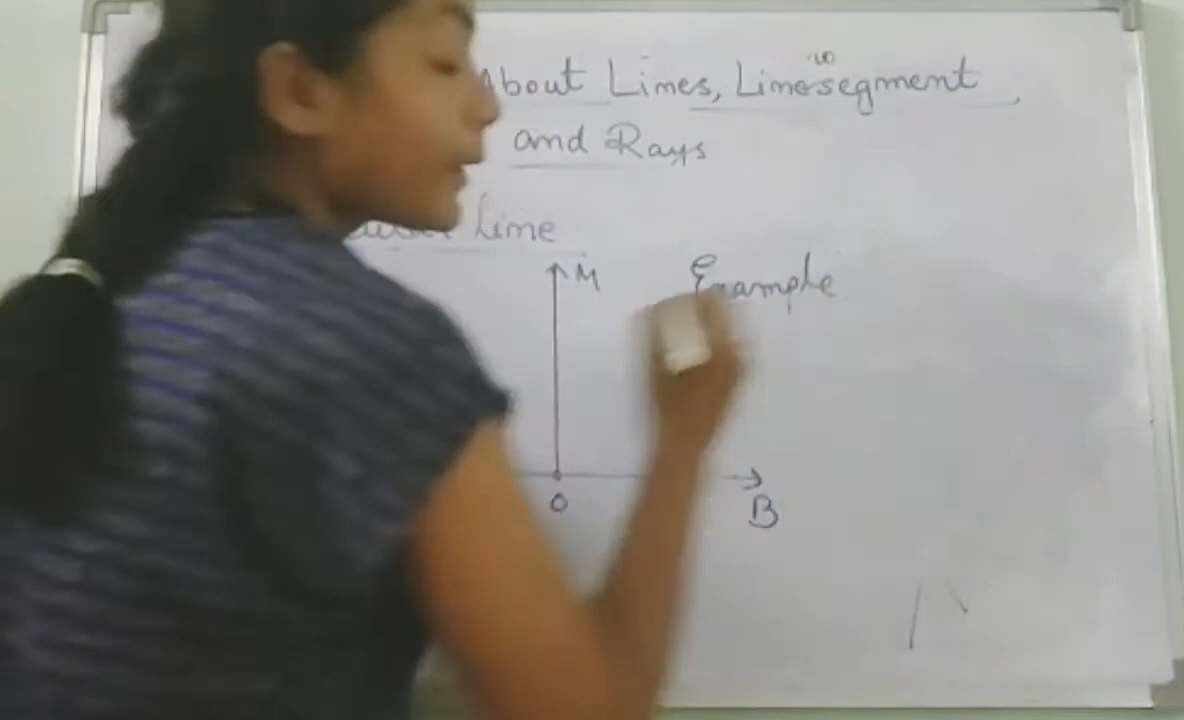 About Lines, Linesegment,
and Rays
Line
M
Example
O
B